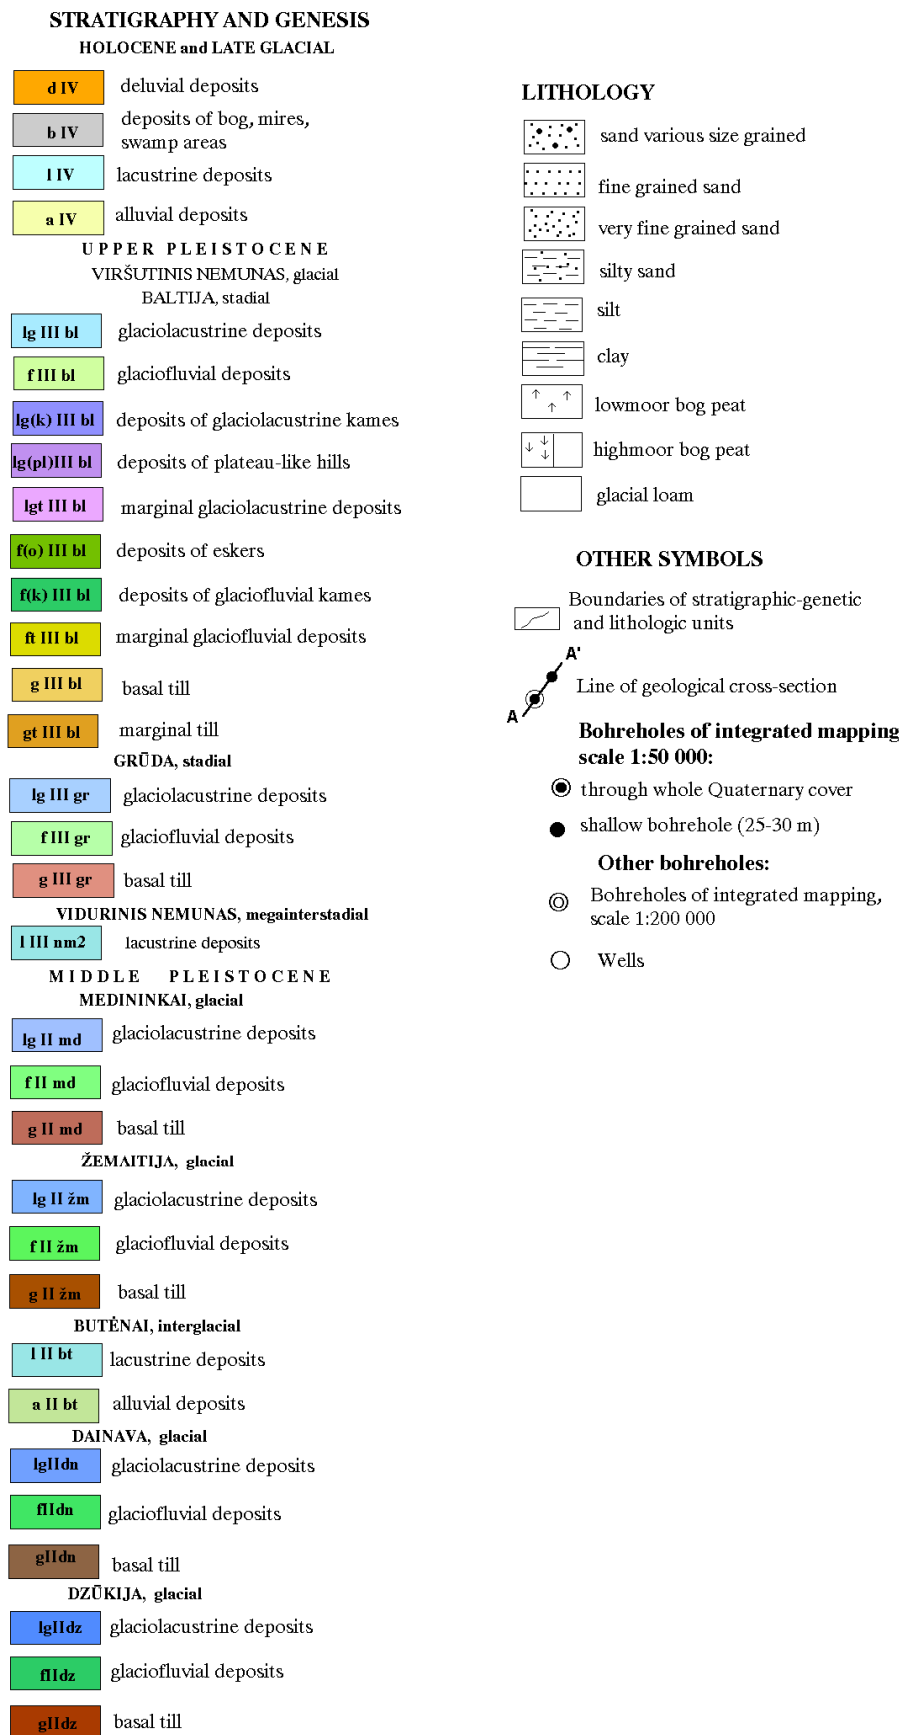 STRATIGRAPHY AND GENESIS
HOLOCENE and LATE GLACIAL
d IV deluvial deposits
b IV deposits of bog, mires,
swamp areas
l IV lacustrine deposits
a IV alluvial deposits
UPPER PLEISTOCENE
VIRŠUTINIS NEMUNAS, glacial
BALTIJA, stadial
lg III bl glaciolacustrine deposits
f III bl glaciofluvial deposits
lg(k) III bl deposits of glaciolacustrine kames
lg(pl)III bl deposits of plateau-like hills
lgt III bl marginal glaciolacustrine deposits
f(o) III bl deposits of eskers
f(k) III bl deposits of glaciofluvial kames
ft III bl marginal glaciofluvial deposits
g III bl basal till
gt III bl marginal till
GRŪDA, stadial
lg III gr glaciolacustrine deposits
f III gr glaciofluvial deposits
g III gr basal till
VIDURINIS NEMUNAS, megainterstadial
l III nm2 lacustrine deposits
MIDDLE PLEISTOCENE
MEDININKAI, glacial
lg II md glaciolacustrine deposits
f II md glaciofluvial deposits
g II md basal till
ŽEMAITIJA, glacial
lg II žm glaciolacustrine deposits
f II žm glaciofluvial deposits
g II žm basal till
BUTĖNAI, interglacial
l II bt lacustrine deposits
a II bt alluvial deposits
DAINAVA, glacial
lgIIdn glaciolacustrine deposits
fIIdn glaciofluvial deposits
gIIdn basal till
DZŪKIJA, glacial
lgIIdz glaciolacustrine deposits
fIIdz glaciofluvial deposits
gIIdz basal till
LITHOLOGY
sand various size grained
fine grained sand
very fine grained sand
silty sand
silt
clay
lowmoor bog peat
highmoor bog peat
glacial loam
OTHER SYMBOLS
Boundaries of stratigraphic-genetic
and lithologic units
A'
Line of geological cross-section
A
Bohreholes of integrated mapping
scale 1:50 000:
through whole Quaternary cover
shallow bohrehole (25-30 m)
Other bohreholes:
Bohreholes of integrated mapping,
scale 1:200 000
Wells